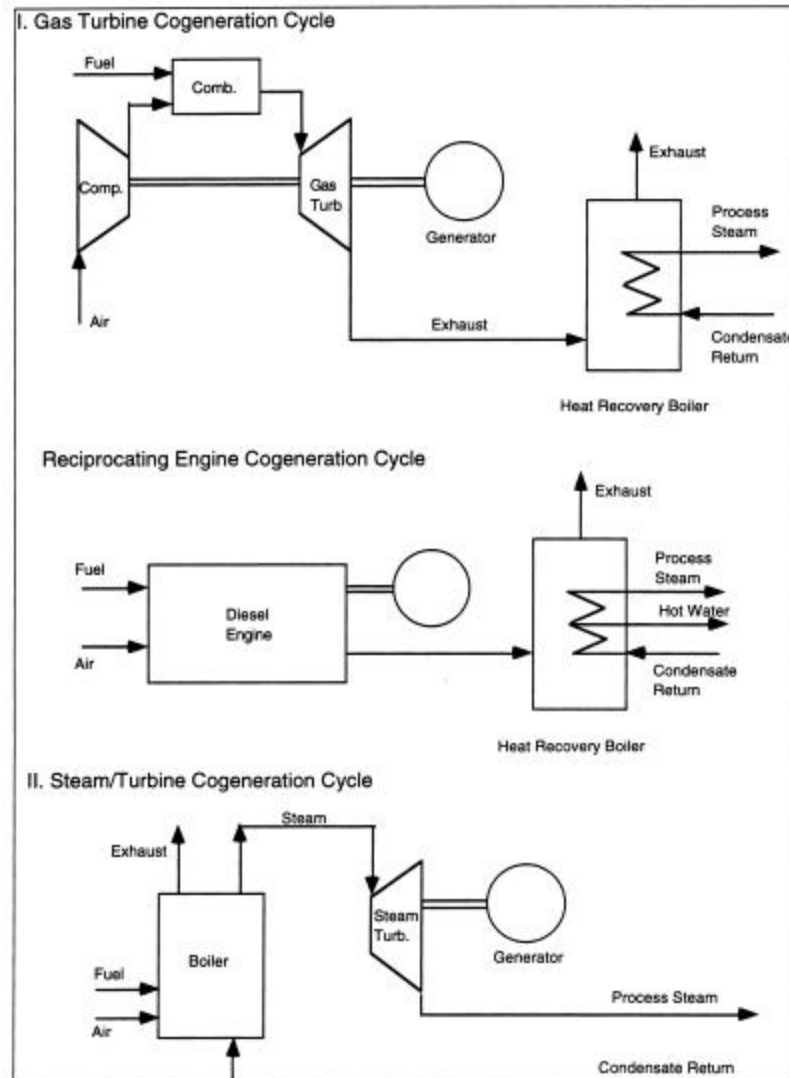 I. Gas Turbine Cogeneration Cycle
Fuel
Comb.
Comp.
Gas
Turb
Generator
Air
Exhaust
Exhaust
Process
Steam
Condensate
Return
Heat Recovery Boiler
Reciprocating Engine Cogeneration Cycle
Fuel
Air
Diesel
Engine
Exhaust
Process
Steam
Hot Water
Condensate
Return
Heat Recovery Boiler
II. Steam/Turbine Cogeneration Cycle
Exhaust
Steam
Boiler
Fuel
Air
Steam
Turb.
Generator
Process Steam
Condensate Return